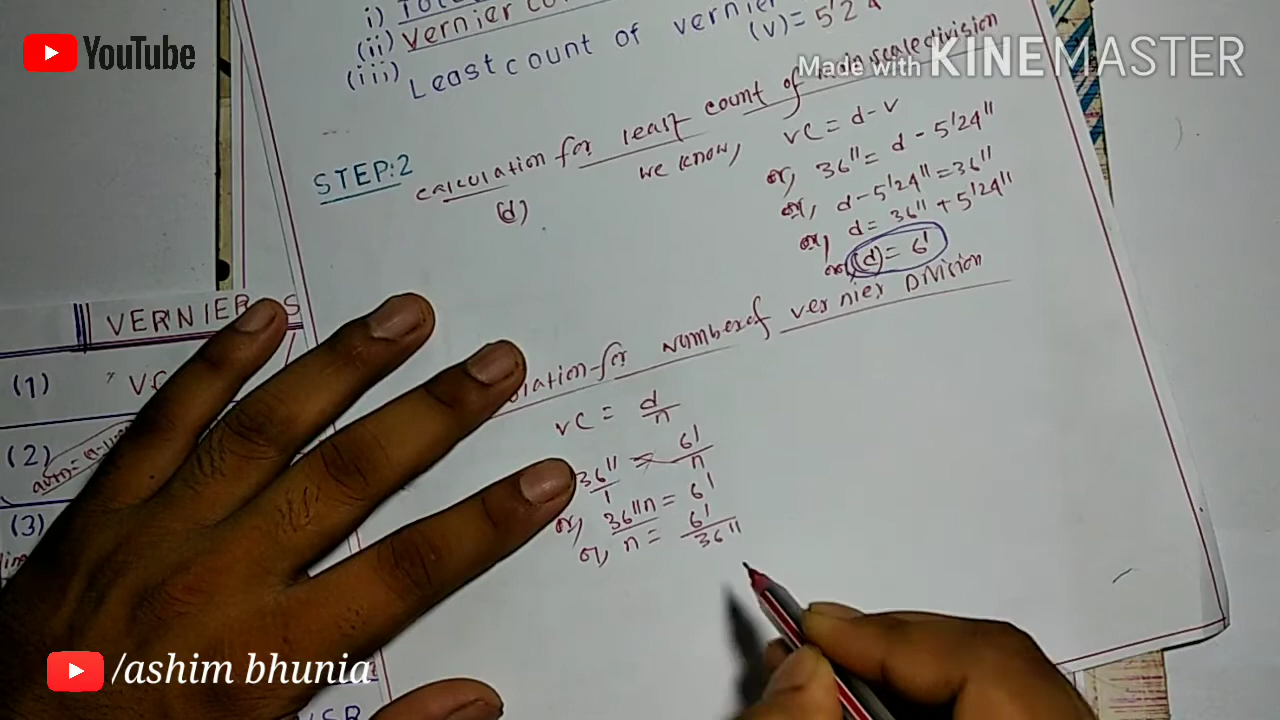 YouTube
Made with KINEMASTER
i)
(ii) Vernier
(iii) Least count of vernier (v) = 5'24
STEP:2
calculation for least count of main scale division (d)
we know, VC = d - v
or, 36" = d - 5'24"
or, d - 5'24" = 36"
or, d = 36" + 5'24"
or, (d) = 6'
lation for Number of vernier Division
VC = d/n
36"/1 = 6'/n
or, 36"n = 6'
or, n = 6'/36"
VERNIER S
(1) VC
(2)
(3)
/ashim bhunia